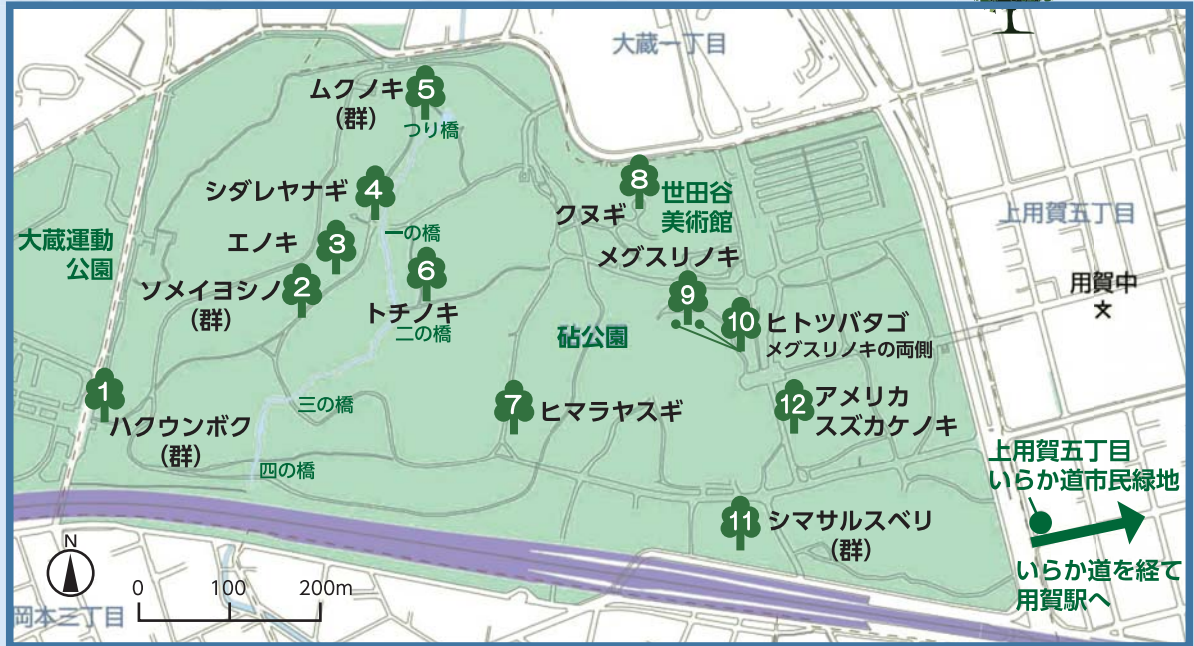 大蔵一丁目
ムクノキ
(群)
5
つり橋
シダレヤナギ
4
8
クヌギ
世田谷
美術館
上用賀五丁目
大蔵運動
公園
エノキ
3
一の橋
6
トチノキ
ソメイヨシノ
(群)
2
二の橋
メグスリノキ
9
用賀中
10
ヒトツバタゴ
メグスリノキの両側
砧公園
1
ハクウンボク
(群)
三の橋
四の橋
7
ヒマラヤスギ
12
アメリカ
スズカケノキ
上用賀五丁目
いらか道市民緑地
11
シマサルスベリ
(群)
いらか道を経て
用賀駅へ
N
0 100 200m
岡本三丁目